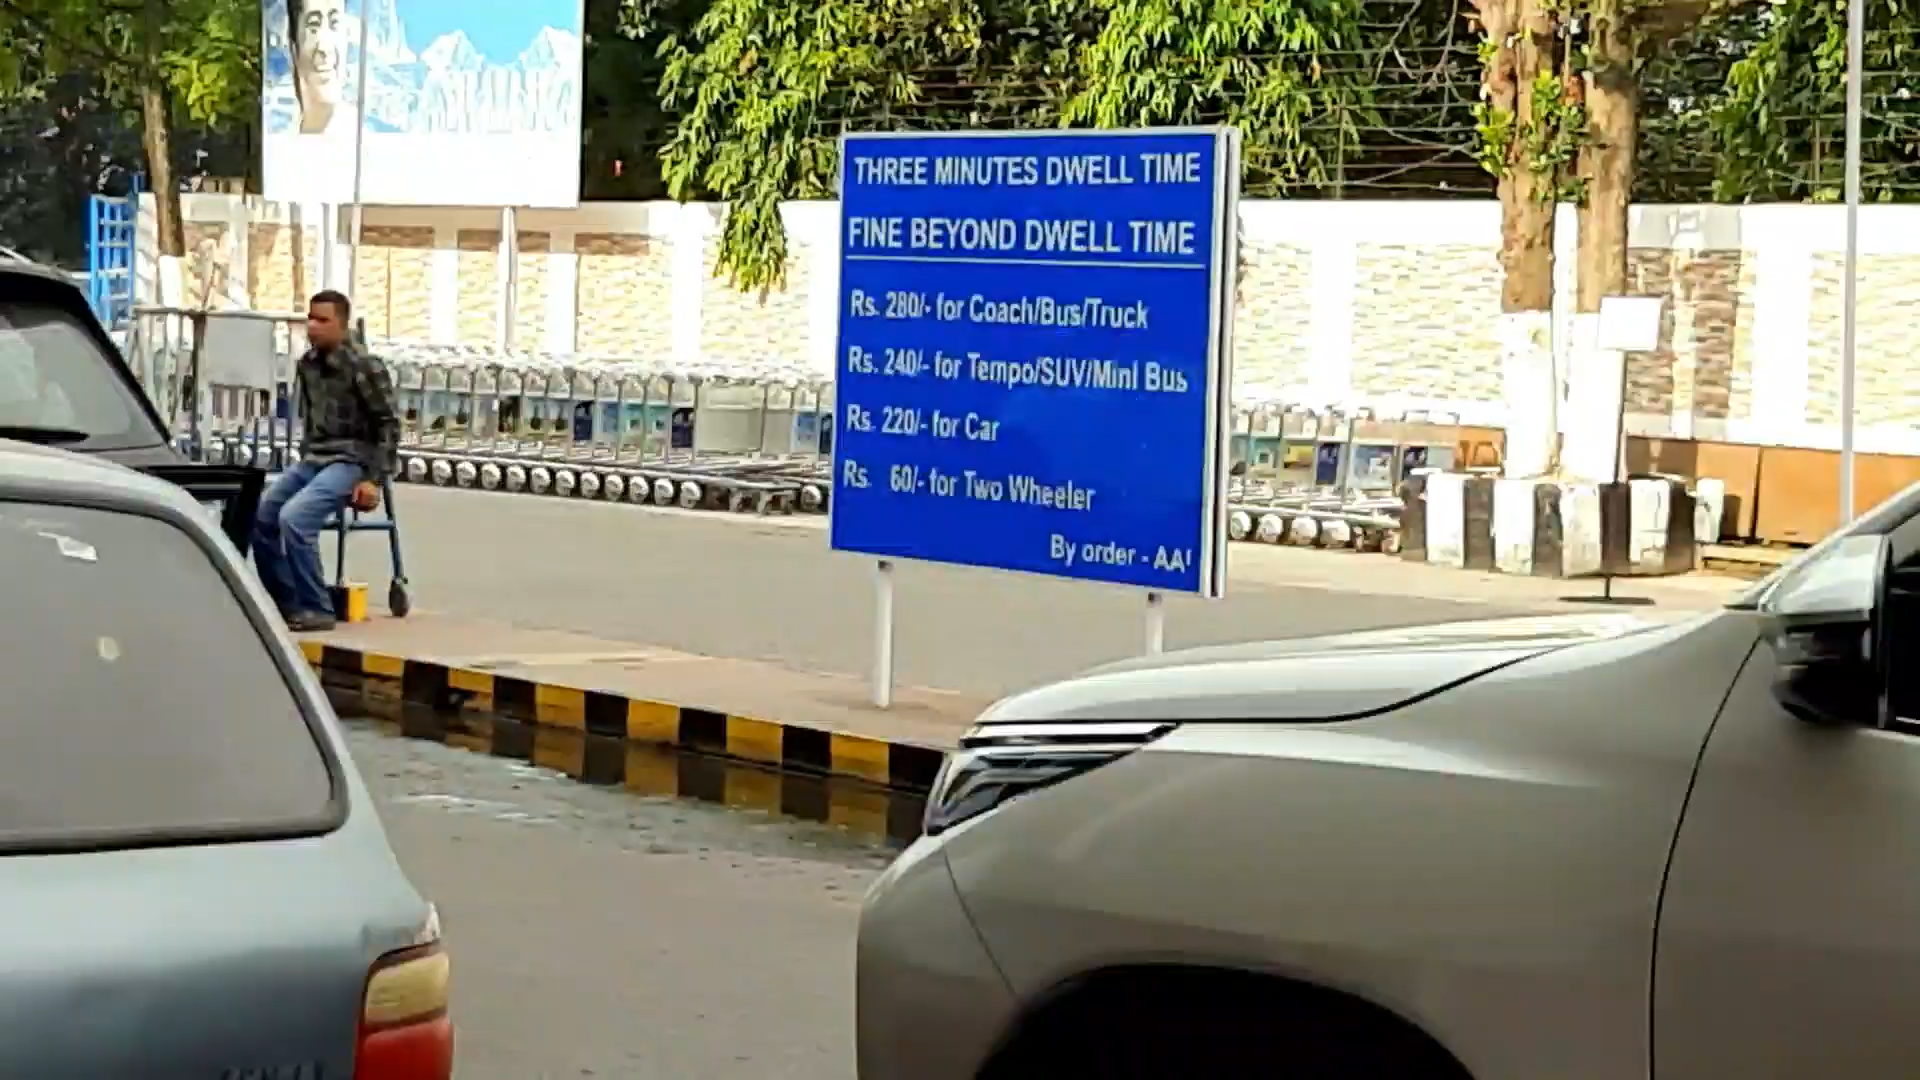 THREE MINUTES DWELL TIME
FINE BEYOND DWELL TIME
Rs. 280/- for Coach/Bus/Truck
Rs. 240/- for Tempo/SUV/Mini Bus
Rs. 220/- for Car
Rs. 60/- for Two Wheeler
By order - AAI